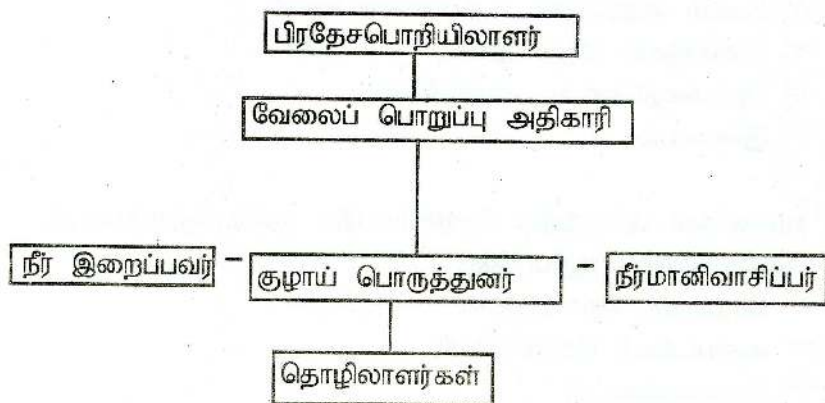 பிரதேசபொறியிலாளர்
வேலைப் பொறுப்பு அதிகாரி
நீர் இறைப்பவர் – குழாய் பொருத்துனர் – நீர்மானிவாசிப்பர்
தொழிலாளர்கள்